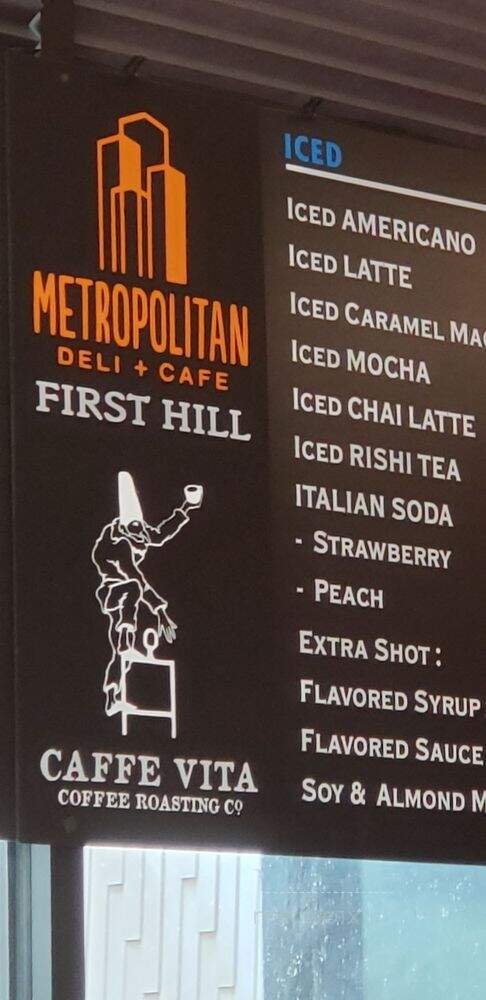 METROPOLITAN
DELI + CAFE
FIRST HILL
CAFFE VITA
COFFEE ROASTING CO
ICED
ICED AMERICANO
ICED LATTE
ICED CARAMEL
ICED MOCHA
ICED CHAI LATTE
ICED RISHI TEA
ITALIAN SODA
- STRAWBERRY
- PEACH
EXTRA SHOT:
FLAVORED SYRUP
FLAVORED SAUCE
SOY & ALMOND